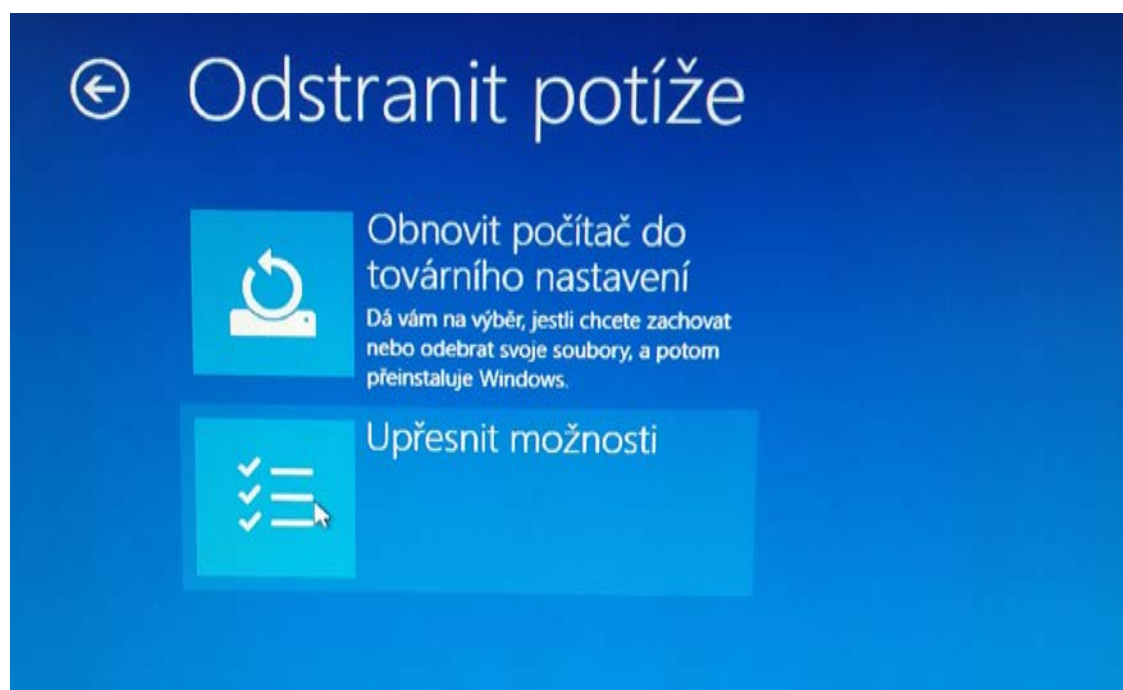 Odstranit potíže
Obnovit počítač do
továrního nastavení
Dá vám na výběr, jestli chcete zachovat
nebo odebrat svoje soubory, a potom
přeinstaluje Windows.
Upřesnit možnosti